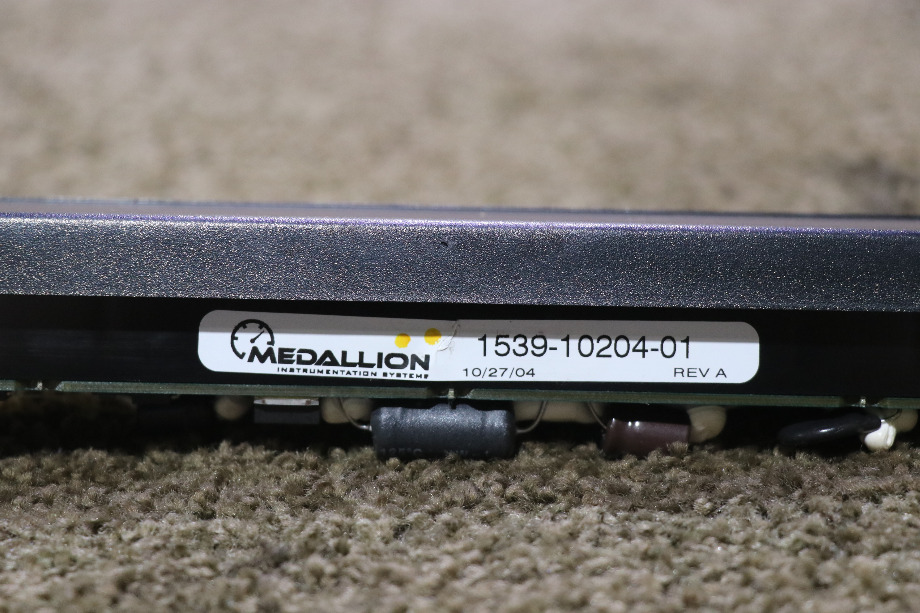 MEDALLION
INSTRUMENTATION SYSTEMS
1539-10204-01
10/27/04 REV A